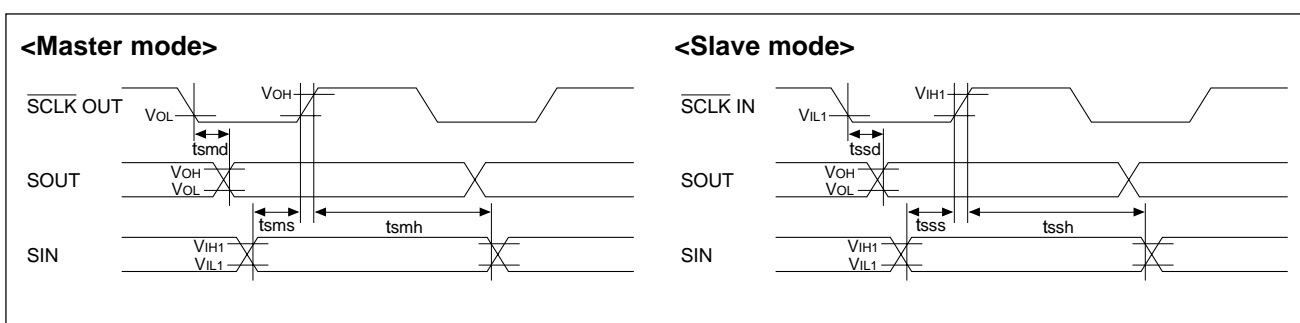 <Master mode>
SCLK OUT
VOH
VOL
tsmd
SOUT
VOH
VOL
tsms
tsmh
SIN
VIH1
VIL1
<Slave mode>
SCLK IN
VIH1
VIL1
tssd
SOUT
VOH
VOL
tsss
tssh
SIN
VIH1
VIL1